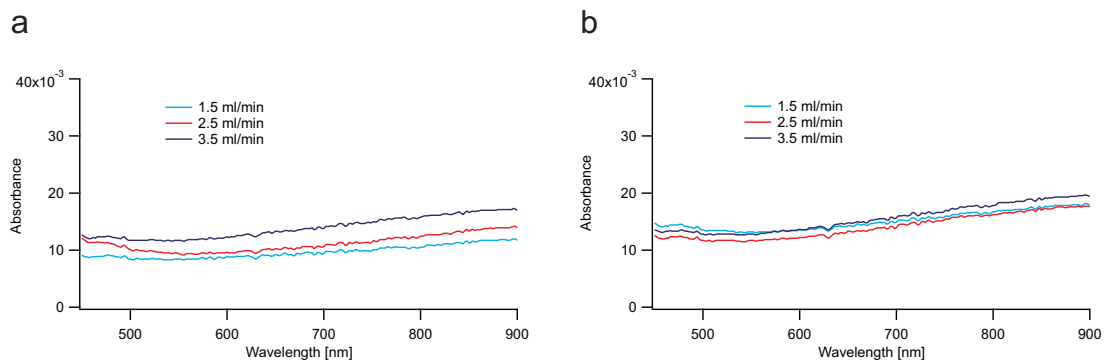 a
40x10⁻³
30
20
10
0
Absorbance
1.5 ml/min
2.5 ml/min
3.5 ml/min
500
600
700
800
900
Wavelength [nm]
b
40x10⁻³
30
20
10
0
Absorbance
1.5 ml/min
2.5 ml/min
3.5 ml/min
500
600
700
800
900
Wavelength [nm]